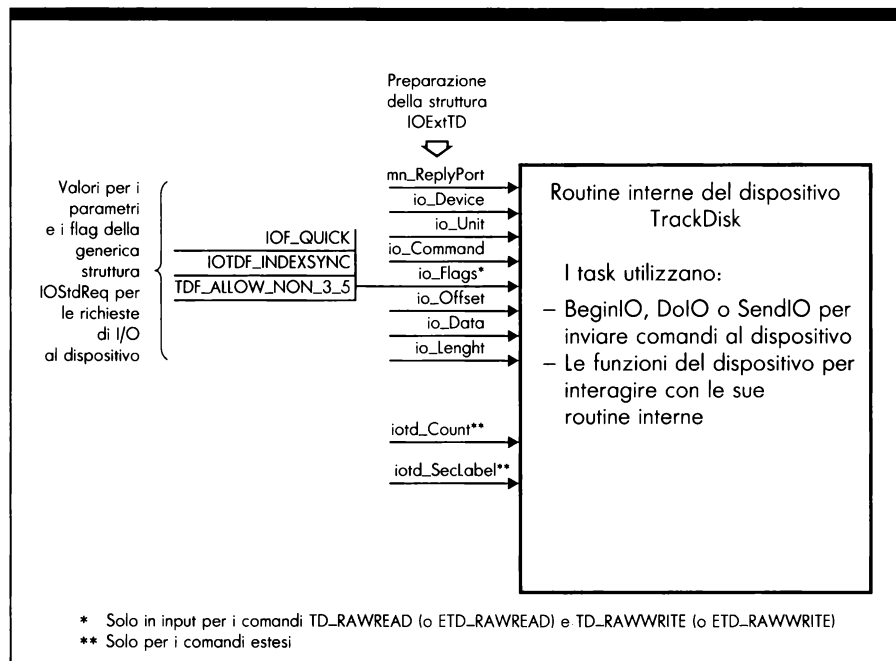 Preparazione
della struttura
IOExtTD
Valori per i
parametri
e i flag della
generica
struttura
IOStdReq per
le richieste
di I/O
al dispositivo
IOF_QUICK
IOTDF_INDEXSYNC
TDF_ALLOW_NON_3_5
mn_ReplyPort
io_Device
io_Unit
io_Command
io_Flags*
io_Offset
io_Data
io_Lenght
iotd_Count**
iotd_SecLabel**
Routine interne del dispositivo
TrackDisk
I task utilizzano:
– BeginIO, DoIO o SendIO per
inviare comandi al dispositivo
– Le funzioni del dispositivo per
interagire con le sue
routine interne
* Solo in input per i comandi TD_RAWREAD (o ETD_RAWREAD) e TD_RAWWRITE (o ETD_RAWWRITE)
** Solo per i comandi estesi